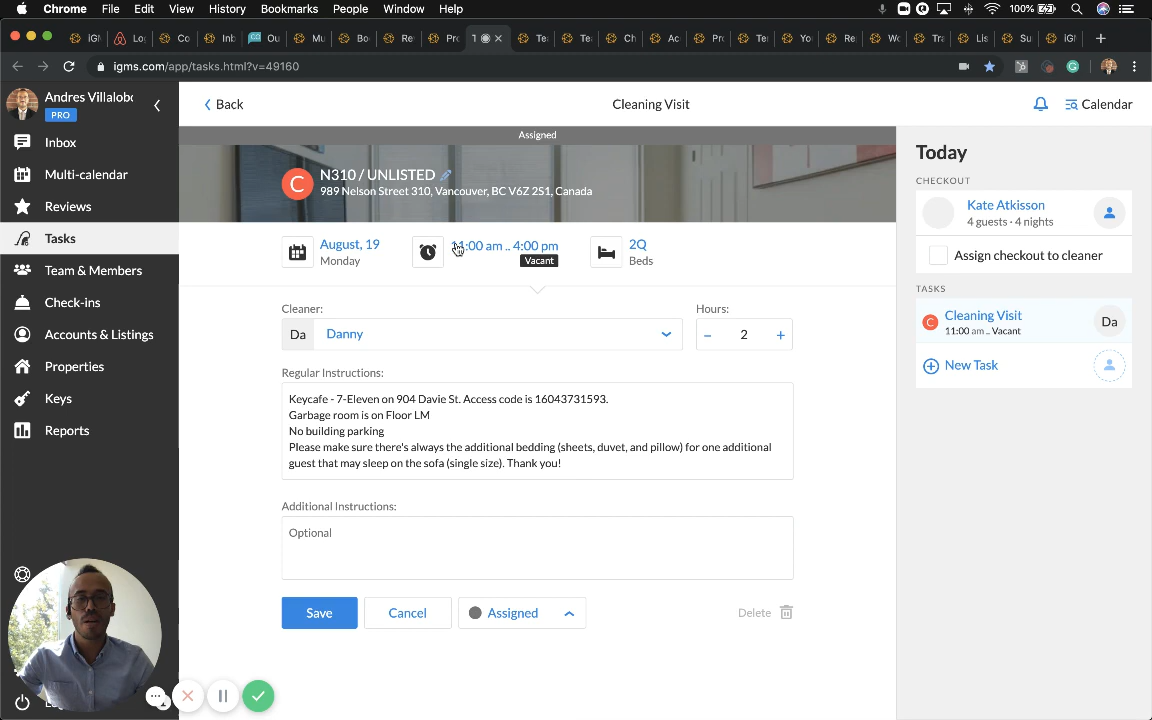 Chrome File Edit View History Bookmarks People Window Help 100%
igms.com/app/tasks.html?v=49160
Andres Villalobo
PRO
Inbox
Multi-calendar
Reviews
Tasks
Team & Members
Check-ins
Accounts & Listings
Properties
Keys
Reports
Back
Cleaning Visit
Calendar
Assigned
C
N310 / UNLISTED
989 Nelson Street 310, Vancouver, BC V6Z 2S1, Canada
August, 19
Monday
11:00 am .. 4:00 pm
Vacant
2Q
Beds
Cleaner:
Da Danny
Hours:
– 2 +
Regular Instructions:
Keycafe - 7-Eleven on 904 Davie St. Access code is 16043731593.
Garbage room is on Floor LM
No building parking
Please make sure there's always the additional bedding (sheets, duvet, and pillow) for one additional
guest that may sleep on the sofa (single size). Thank you!
Additional Instructions:
Optional
Save Cancel Assigned Delete
Today
CHECKOUT
Kate Atkisson
4 guests · 4 nights
Assign checkout to cleaner
TASKS
C Cleaning Visit Da
11:00 am .. Vacant
New Task